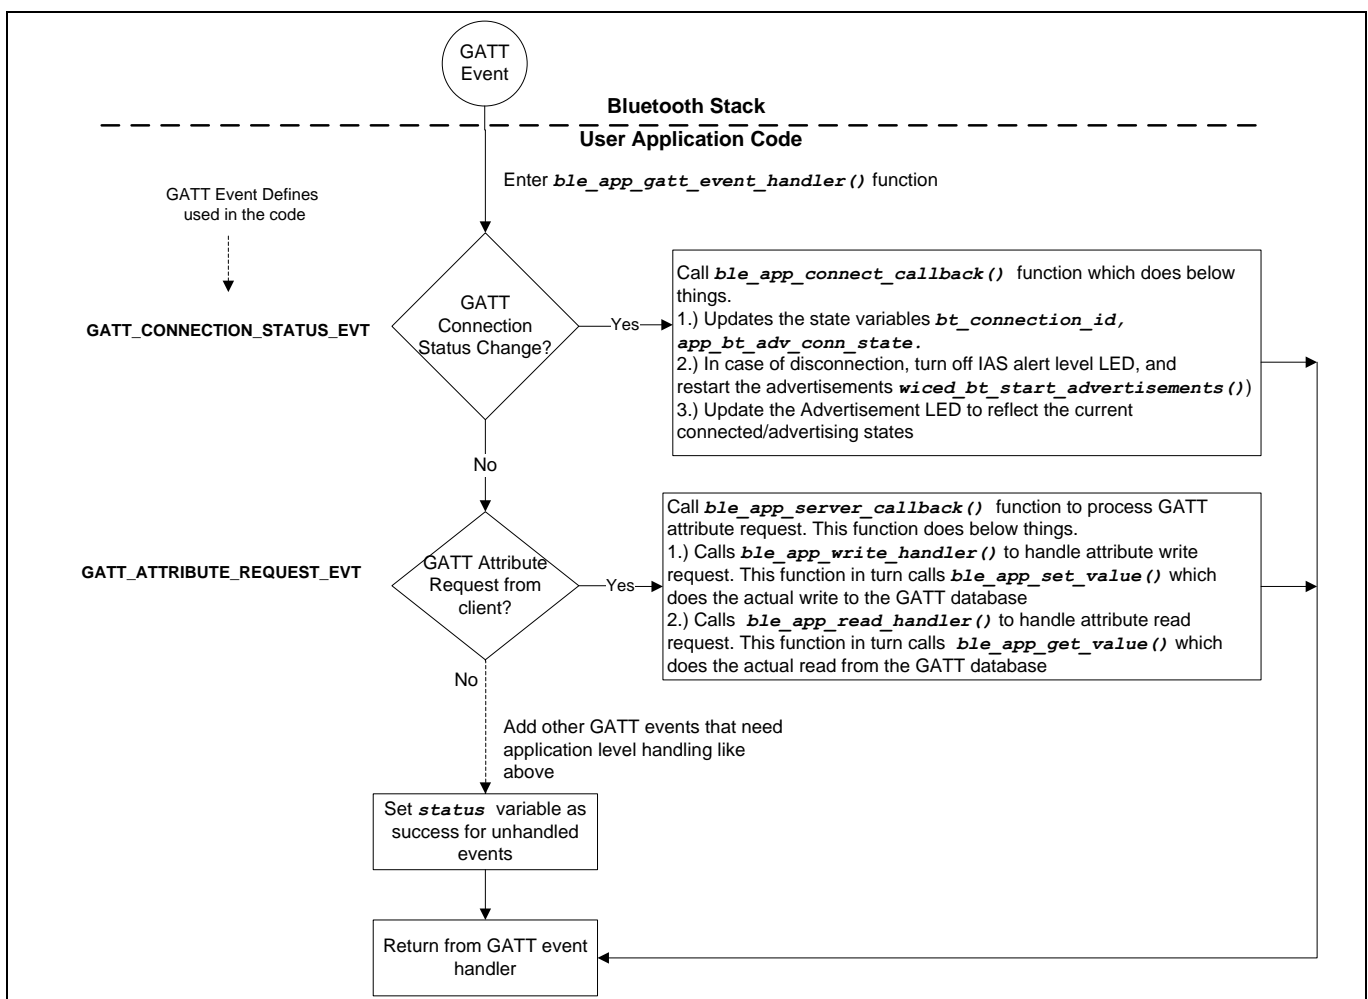 GATT
Event
Bluetooth Stack
User Application Code
Enter ble_app_gatt_event_handler() function
GATT Event Defines
used in the code
GATT_CONNECTION_STATUS_EVT
GATT
Connection
Status Change?
Yes
Call ble_app_connect_callback() function which does below
things.
1.) Updates the state variables bt_connection_id,
app_bt_adv_conn_state.
2.) In case of disconnection, turn off IAS alert level LED, and
restart the advertisements wiced_bt_start_advertisements())
3.) Update the Advertisement LED to reflect the current
connected/advertising states
No
GATT_ATTRIBUTE_REQUEST_EVT
GATT Attribute
Request from
client?
Yes
Call ble_app_server_callback() function to process GATT
attribute request. This function does below things.
1.) Calls ble_app_write_handler() to handle attribute write
request. This function in turn calls ble_app_set_value() which
does the actual write to the GATT database
2.) Calls ble_app_read_handler() to handle attribute read
request. This function in turn calls ble_app_get_value() which
does the actual read from the GATT database
No
Add other GATT events that need
application level handling like
above
Set status variable as
success for unhandled
events
Return from GATT event
handler